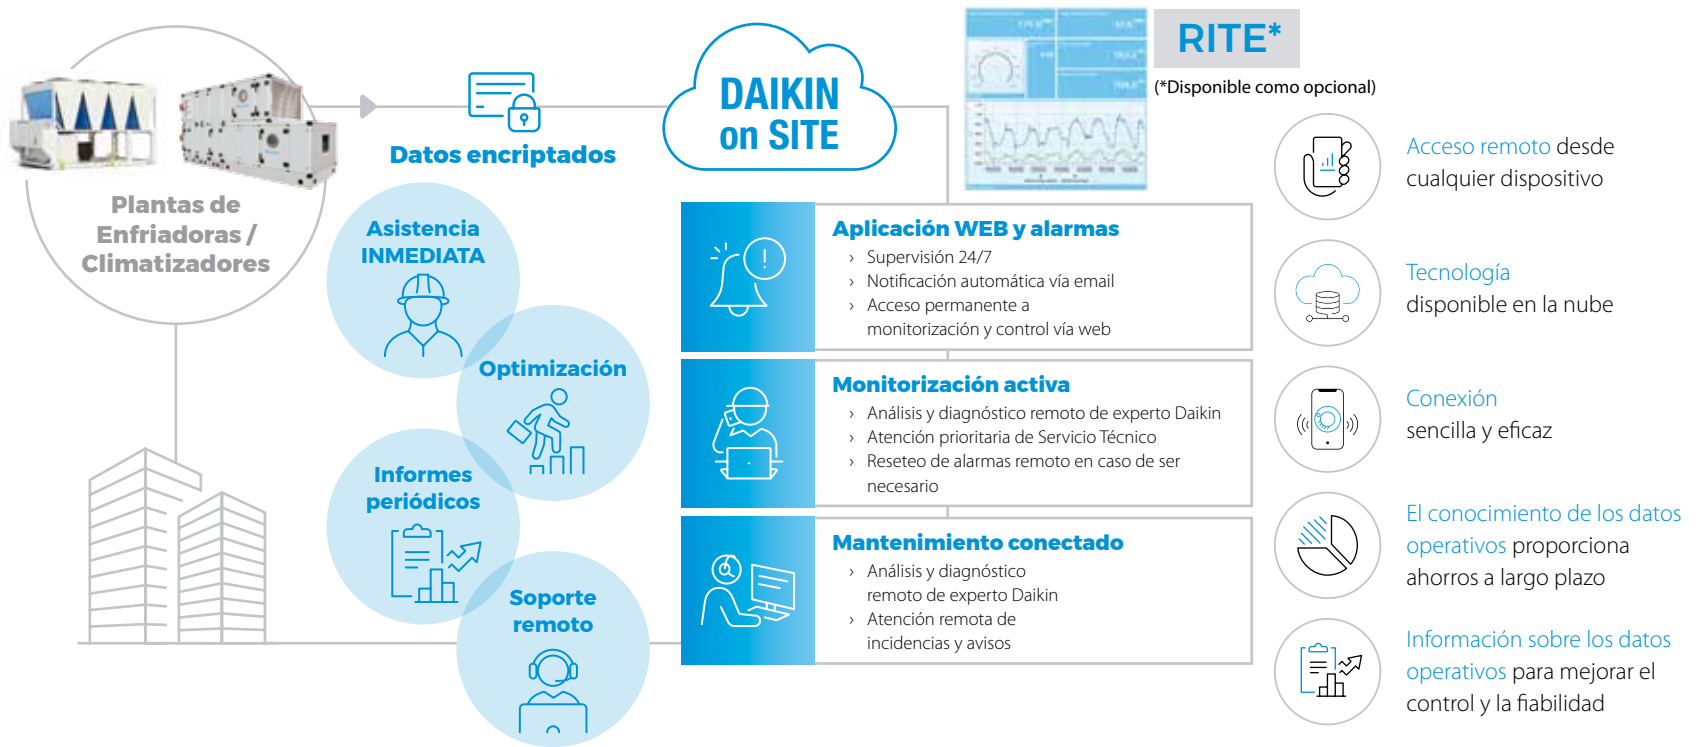 Plantas de
Enfriadoras /
Climatizadores
Datos encriptados
DAIKIN
on SITE
RITE*
(*Disponible como opcional)
Asistencia
INMEDIATA
Optimización
Informes
periódicos
Soporte
remoto
Aplicación WEB y alarmas
› Supervisión 24/7
› Notificación automática vía email
› Acceso permanente a
monitorización y control vía web
Monitorización activa
› Análisis y diagnóstico remoto de experto Daikin
› Atención prioritaria de Servicio Técnico
› Reseteo de alarmas remoto en caso de ser
necesario
Mantenimiento conectado
› Análisis y diagnóstico
remoto de experto Daikin
› Atención remota de
incidencias y avisos
Acceso remoto desde
cualquier dispositivo
Tecnología
disponible en la nube
Conexión
sencilla y eficaz
El conocimiento de los datos
operativos proporciona
ahorros a largo plazo
Información sobre los datos
operativos para mejorar el
control y la fiabilidad